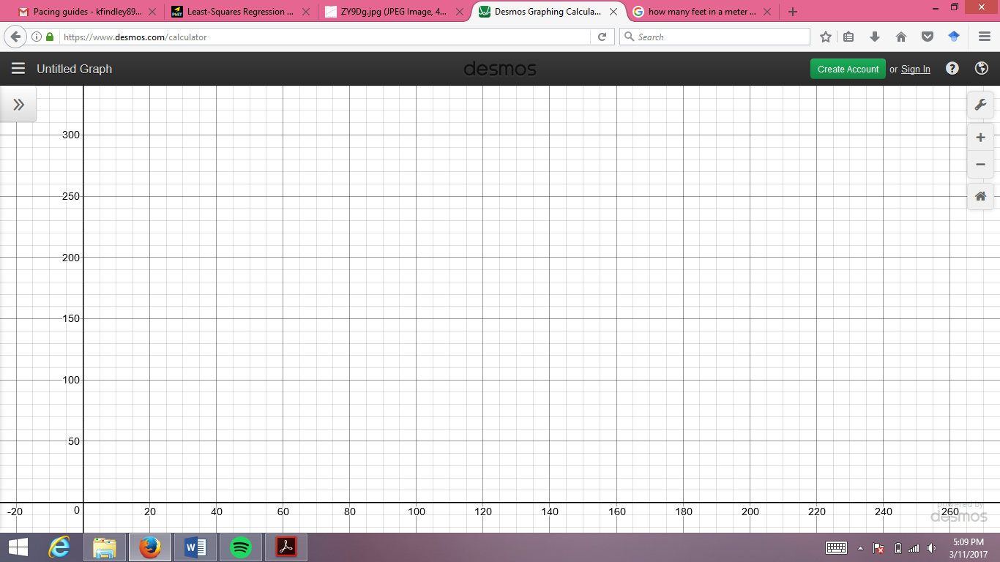 Pacing guides - kfindley89...
Least-Squares Regression ...
ZY9Dg.jpg (JPEG Image, 4...
Desmos Graphing Calcula...
how many feet in a meter ...
https://www.desmos.com/calculator
Search
Untitled Graph
desmos
Create Account or Sign In ?
300
250
200
150
100
50
-20 0 20 40 60 80 100 120 140 160 180 200 220 240 260
powered by
desmos
5:09 PM
3/11/2017